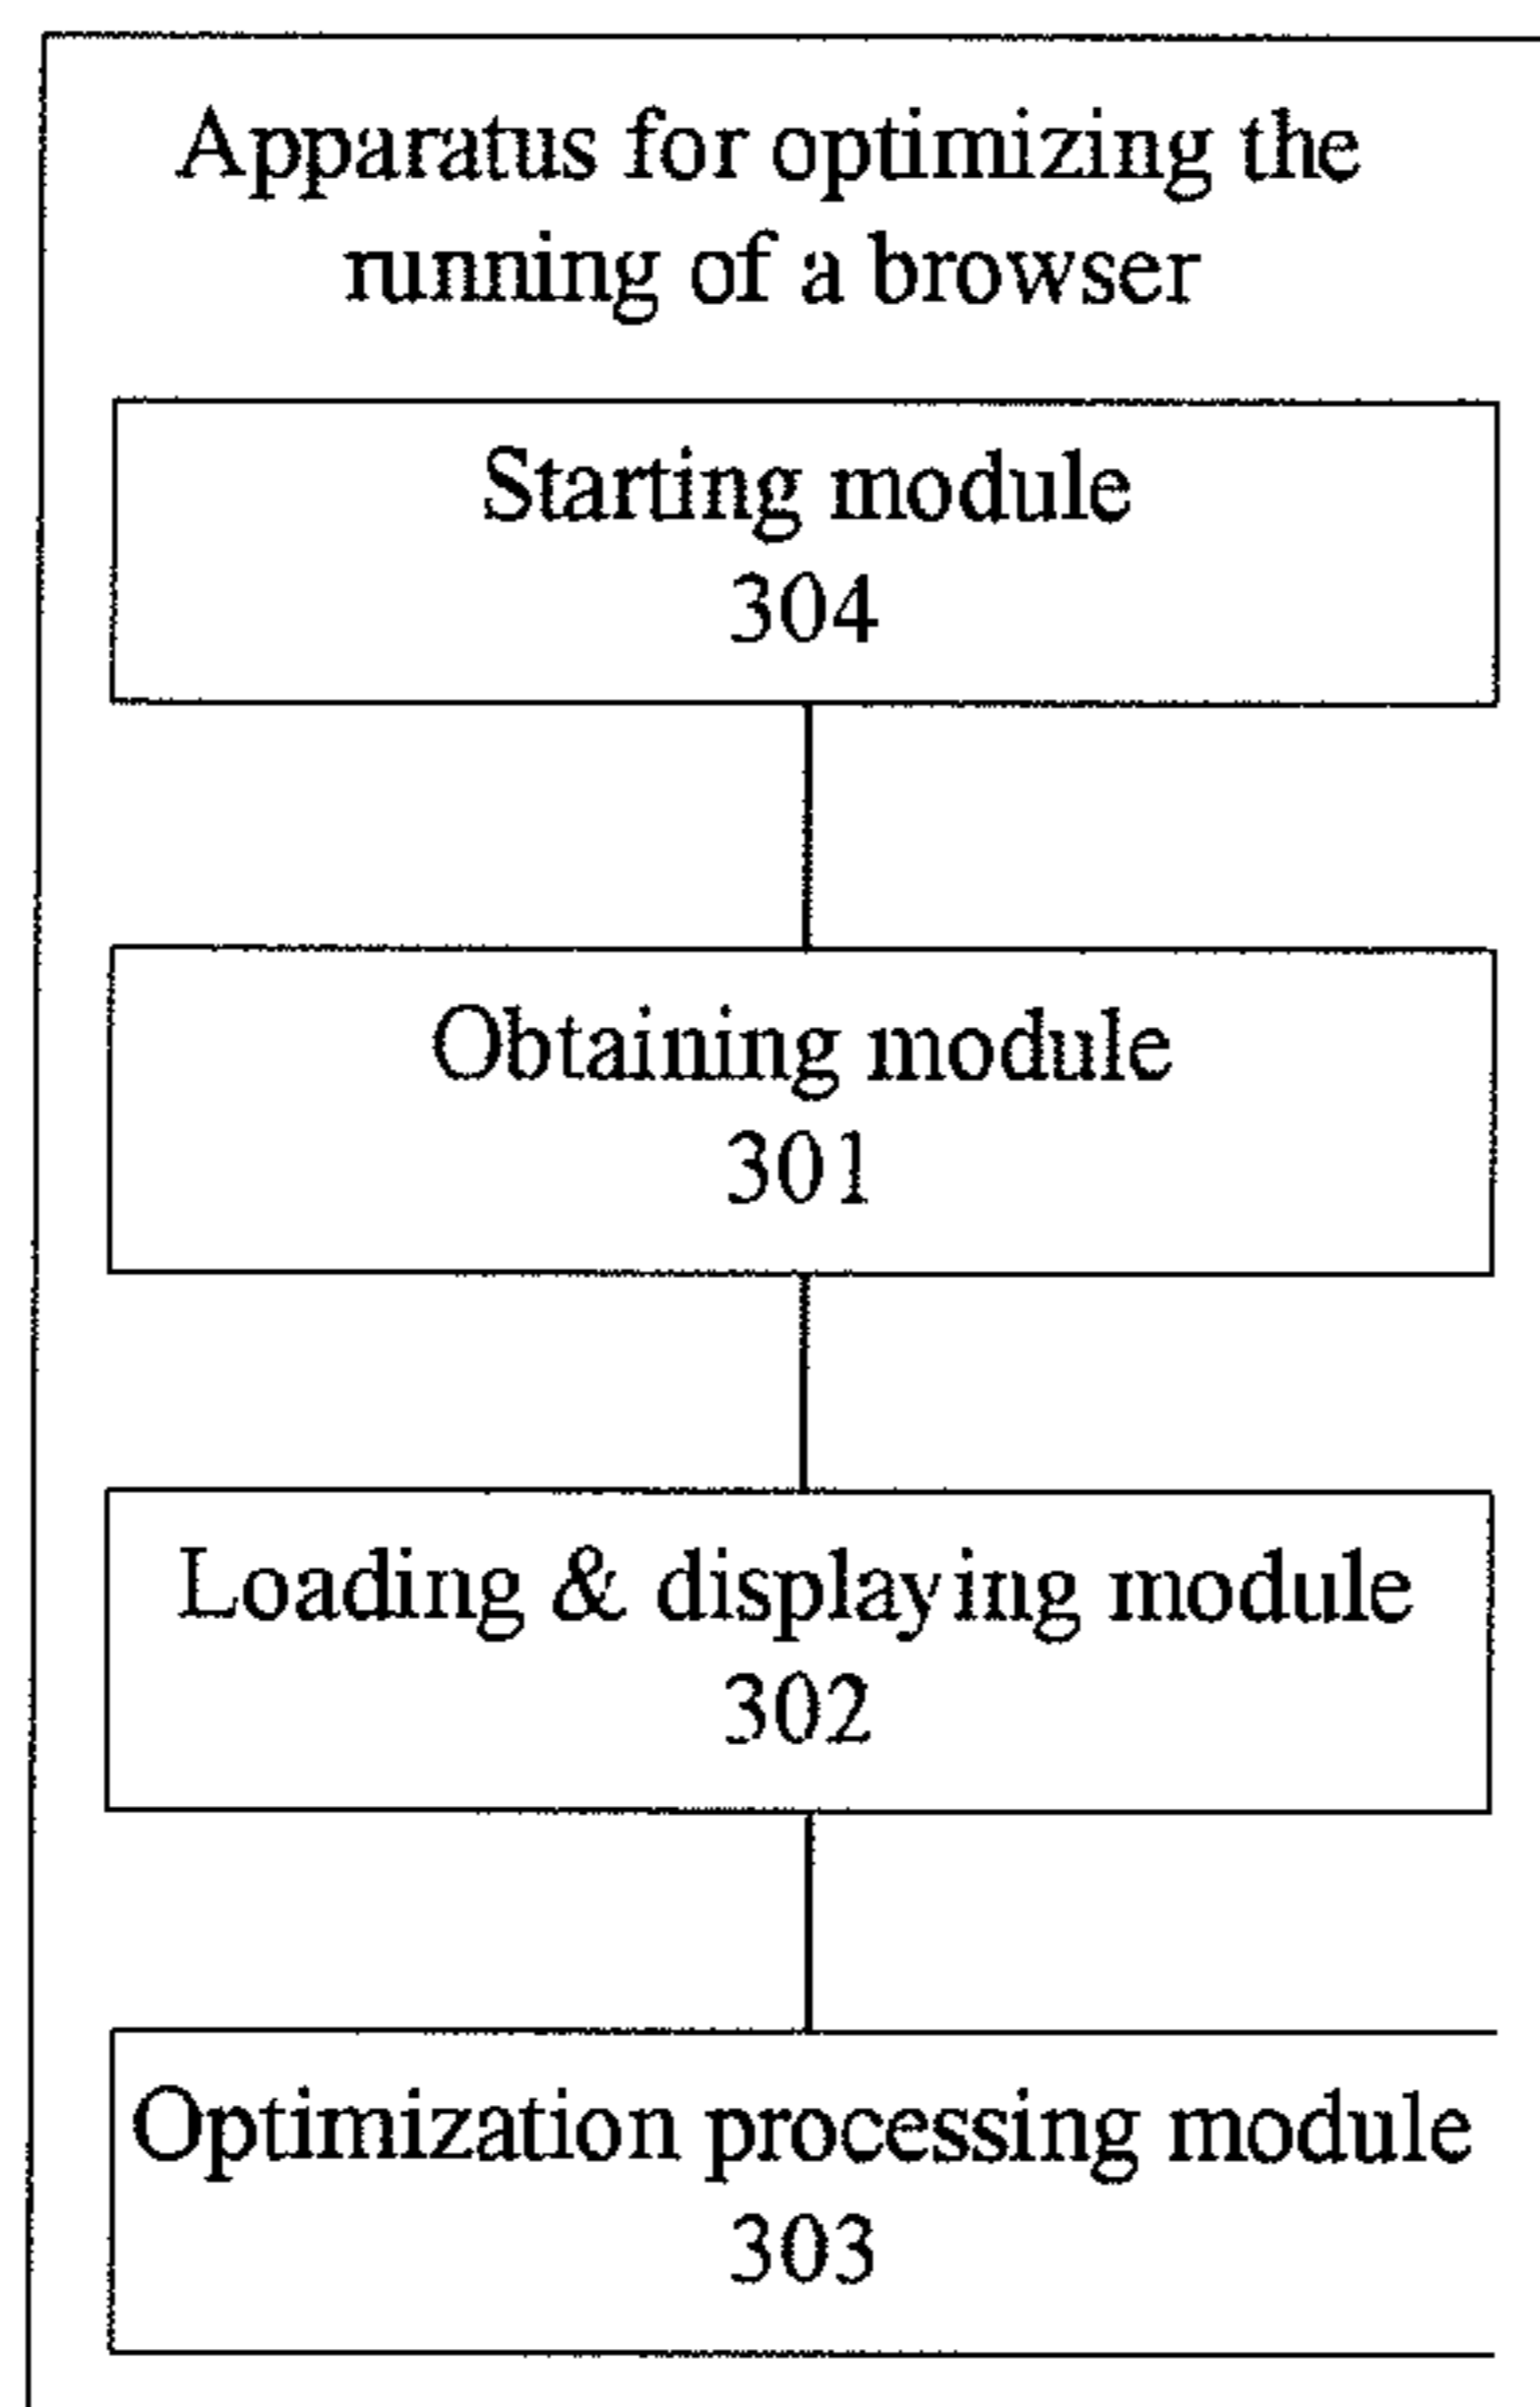 Apparatus for optimizing the
running of a browser
Starting module
304
Obtaining module
301
Loading & displaying module
302
Optimization processing module
303